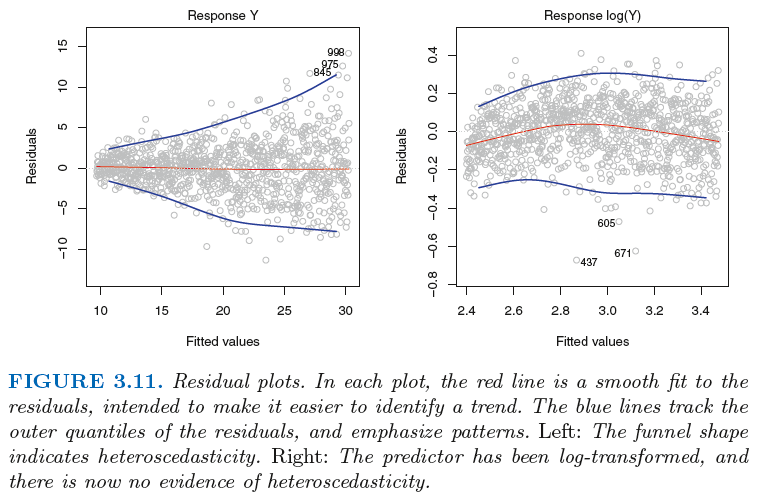 Response Y
Response log(Y)
998
975
845
15
10
5
0
−5
−10
Residuals
10
15
20
25
30
Fitted values
0.4
0.2
0.0
−0.2
−0.4
−0.6
−0.8
Residuals
605
671
437
2.4
2.6
2.8
3.0
3.2
3.4
Fitted values
FIGURE 3.11. Residual plots. In each plot, the red line is a smooth fit to the
residuals, intended to make it easier to identify a trend. The blue lines track the
outer quantiles of the residuals, and emphasize patterns. Left: The funnel shape
indicates heteroscedasticity. Right: The predictor has been log-transformed, and
there is now no evidence of heteroscedasticity.